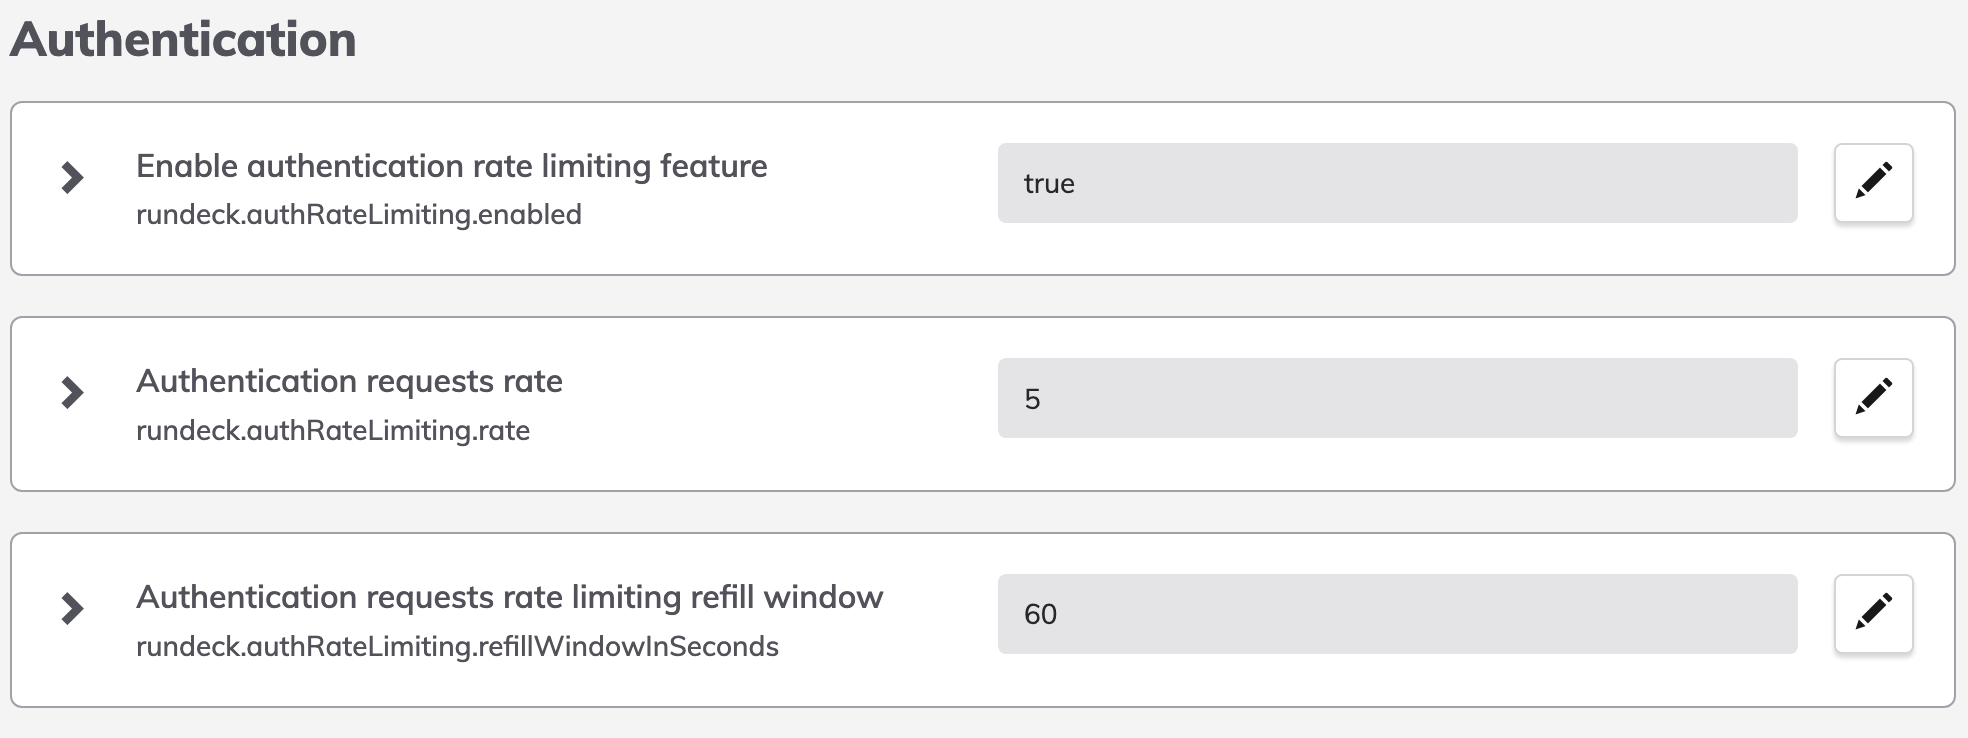 Authentication
Enable authentication rate limiting feature
rundeck.authRateLimiting.enabled
true
Authentication requests rate
rundeck.authRateLimiting.rate
5
Authentication requests rate limiting refill window
rundeck.authRateLimiting.refillWindowInSeconds
60